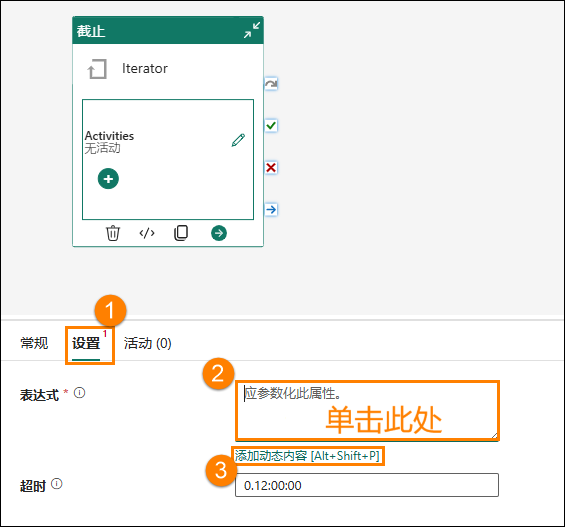 截止
Iterator
Activities
无活动
1
常规
设置 1
活动 (0)
2
表达式 *
应参数化此属性。
单击此处
添加动态内容 [Alt+Shift+P]
3
超时
0.12:00:00